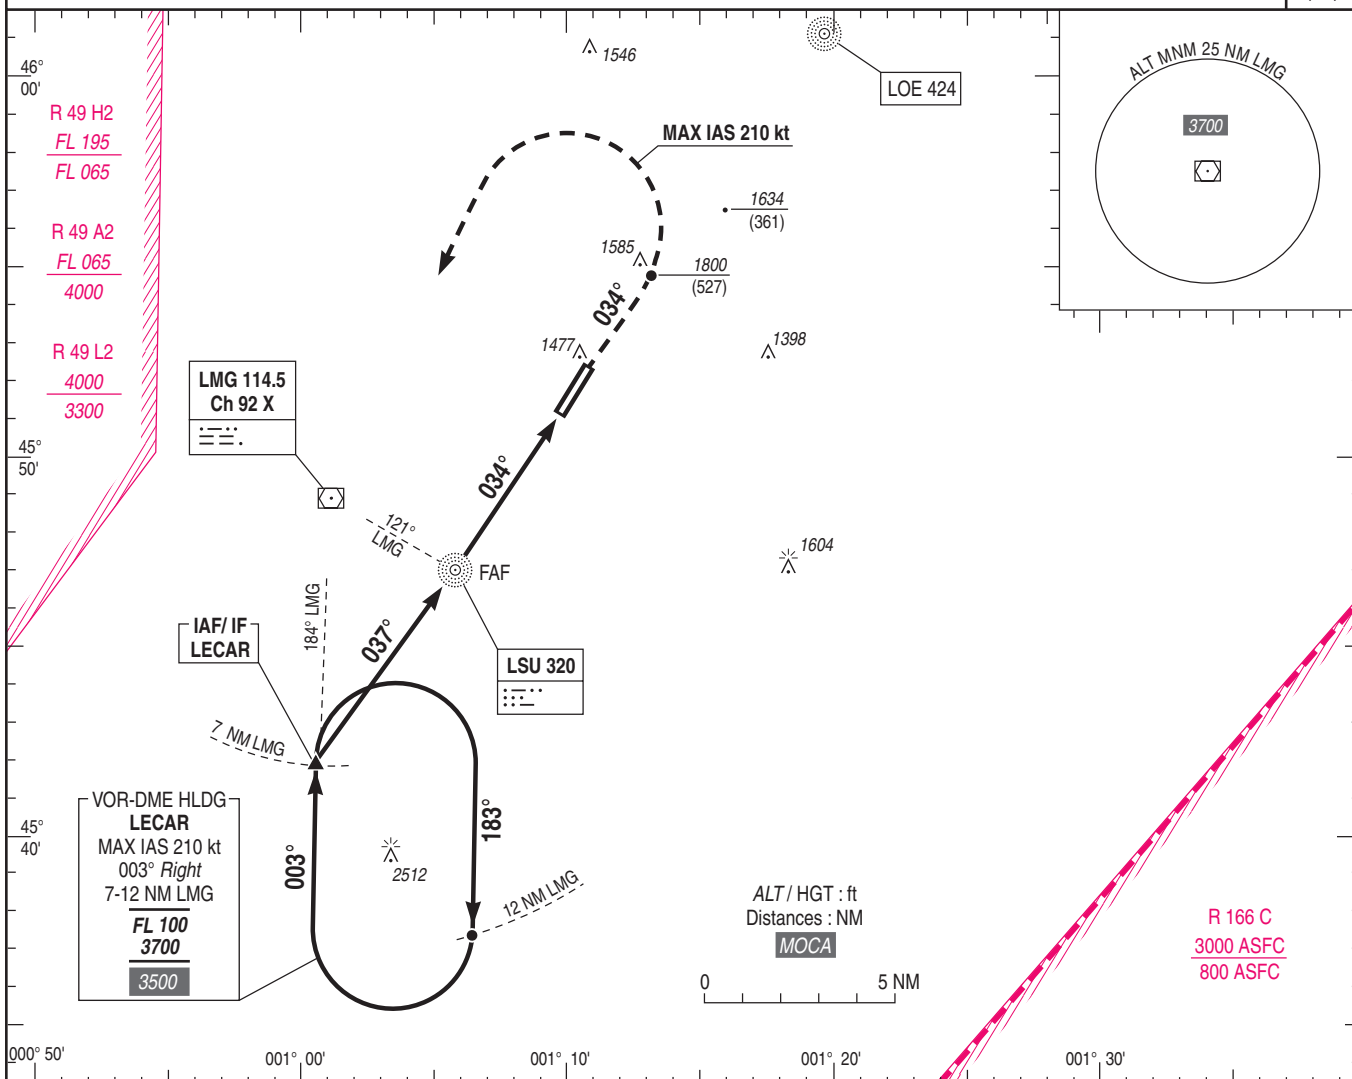 46°
00'
1546
LOE 424
ALT MNM 25 NM LMG
3700
R 49 H2
FL 195
FL 065
MAX IAS 210 kt
1634
(361)
R 49 A2
FL 065
4000
1585
1800
(527)
034°
R 49 L2
4000
3300
1477
1398
LMG 114.5
Ch 92 X
45°
50'
034°
121°
LMG
1604
FAF
184° LMG
IAF/ IF
LECAR
037°
LSU 320
7 NM LMG
VOR-DME HLDG
LECAR
MAX IAS 210 kt
003° Right
7-12 NM LMG
FL 100
3700
3500
003°
183°
2512
12 NM LMG
45°
40'
ALT / HGT : ft
Distances : NM
MOCA
0 5 NM
R 166 C
3000 ASFC
800 ASFC
000° 50'
001° 00'
001° 10'
001° 20'
001° 30'